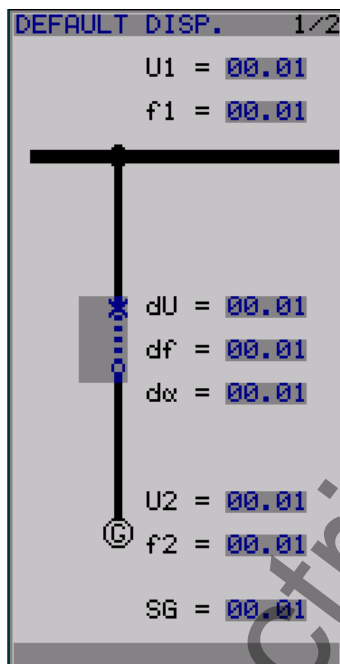 DEFAULT DISP. 1/2
U1 = 00.01
f1 = 00.01
dU = 00.01
df = 00.01
dα = 00.01
U2 = 00.01
G
f2 = 00.01
SG = 00.01